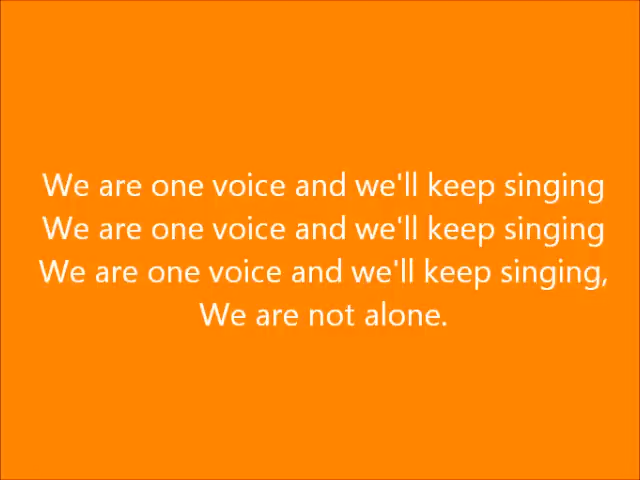 We are one voice and we'll keep singing
We are one voice and we'll keep singing
We are one voice and we'll keep singing,
We are not alone.